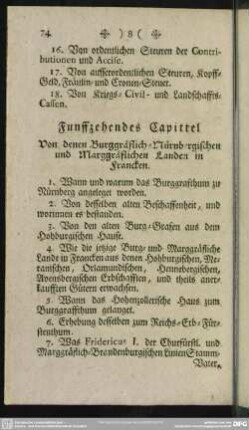 74 ) 8 (
16. Von ordentlichen Steuren der Contri-
butionen und Accise.
17. Von ausserordentlichen Steuren, Kopff-
Geld, Fräulen- und Cronen-Steuer.
18. Von Kriegs- Civil- und Landschaffts-
Cassen.
Funffzehendes Capittel
Von denen Burggräflich-Nürnbergischen
und Marggräflichen Landen in
Francken.
1. Wann und warum das Burggrafthum zu
Nürnberg angeleget worden.
2. Von desselben alten Beschaffenheit, und
worinnen es bestanden.
3. Von den alten Burg-Grafen aus dem
Hohburgischen Hause.
4. Wie die jetzige Burg- und Marggräfliche
Lande in Francken aus denen Hohburgischen, Me-
ranischen, Orlamundischen, Hennebergischen,
Avensbergischen Erbschafften, und theils aner-
kaufften Gütern erwachsen.
5. Wann das Hohenzollerische Haus zum
Burggrafthum gelanget.
6. Erhebung desselben zum Reichs-Erb-Für-
stenthum.
7. Was Fridericus I. der Churfürstl. und
Marggräflich-Brandenburgischen Linien Stamm-
Vater,